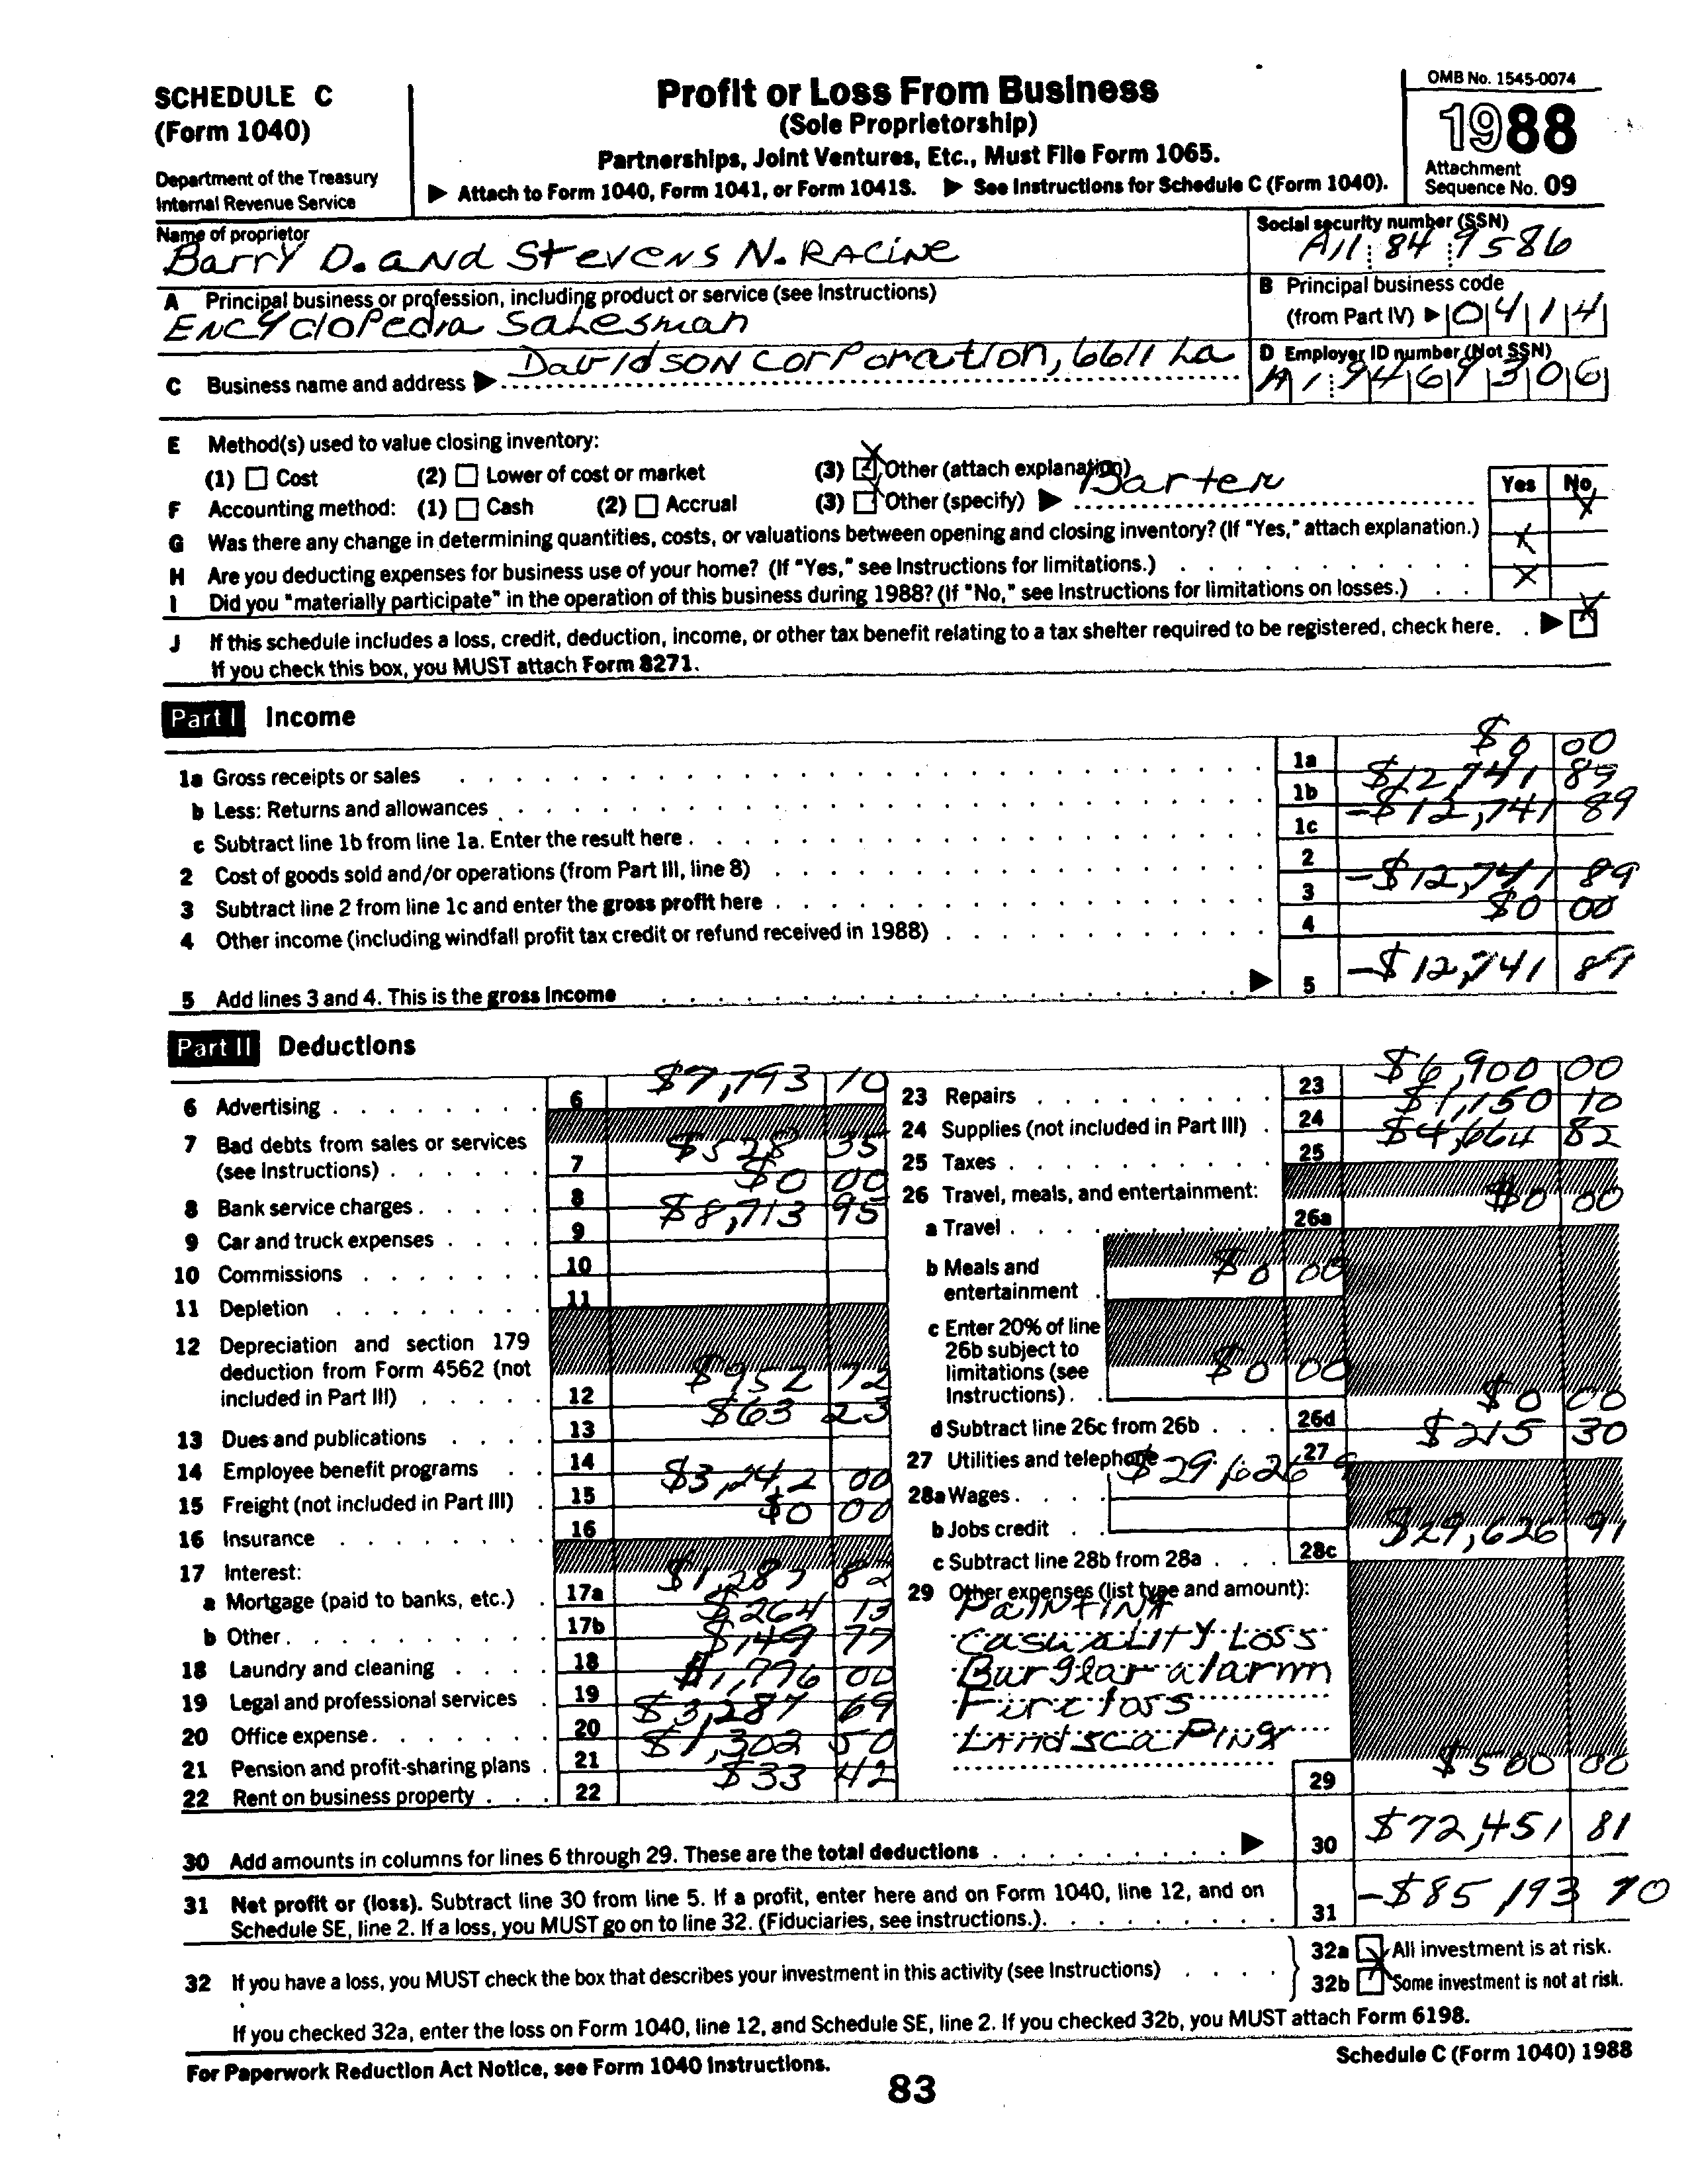 SCHEDULE C
(Form 1040)
Department of the Treasury
Internal Revenue Service
Profit or Loss From Business
(Sole Proprietorship)
Partnerships, Joint Ventures, Etc., Must File Form 1065.
▶ Attach to Form 1040, Form 1041, or Form 1041S. ▶ See Instructions for Schedule C (Form 1040).
OMB No. 1545-0074
1988
Attachment
Sequence No. 09
Name of proprietor
Barry D. and Stevens N. RACINE
Social security number (SSN)
A11 84 9586
A Principal business or profession, including product or service (see Instructions)
ENCYcloPedia Salesman
B Principal business code
(from Part IV) ▶ 0414
C Business name and address ▶ Davidson Corporation, 6611 La
D Employer ID number (Not SSN)
A1 9469306
E Method(s) used to value closing inventory:
(1) Cost (2) Lower of cost or market (3) Other (attach explanation)
F Accounting method: (1) Cash (2) Accrual (3) Other (specify) ▶ Barter
Yes No
G Was there any change in determining quantities, costs, or valuations between opening and closing inventory? (If "Yes," attach explanation.)
H Are you deducting expenses for business use of your home? (If "Yes," see Instructions for limitations.)
I Did you "materially participate" in the operation of this business during 1988? (If "No," see Instructions for limitations on losses.)
J If this schedule includes a loss, credit, deduction, income, or other tax benefit relating to a tax shelter required to be registered, check here. ▶
If you check this box, you MUST attach Form 8271.
Part I Income
1a Gross receipts or sales 1a $0 00
b Less: Returns and allowances 1b $12,741 89
c Subtract line 1b from line 1a. Enter the result here 1c -$12,741 89
2 Cost of goods sold and/or operations (from Part III, line 8) 2
3 Subtract line 2 from line 1c and enter the gross profit here 3 -$12,741 89
4 Other income (including windfall profit tax credit or refund received in 1988) 4 $0 00
5 Add lines 3 and 4. This is the gross income ▶ 5 -$12,741 89
Part II Deductions
6 Advertising 6 $7,793 10
7 Bad debts from sales or services
(see Instructions) 7 $528 35
8 Bank service charges 8 $0 00
9 Car and truck expenses 9 $8,713 95
10 Commissions 10
11 Depletion 11
12 Depreciation and section 179
deduction from Form 4562 (not
included in Part III) 12 $952 72
13 Dues and publications 13 $63 23
14 Employee benefit programs 14
15 Freight (not included in Part III) 15 $3,242 00
16 Insurance 16 $0 00
17 Interest:
a Mortgage (paid to banks, etc.) 17a $1,287 82
b Other 17b $264 13
18 Laundry and cleaning 18 $149 77
19 Legal and professional services 19 $1,776 00
20 Office expense 20 $3,287 69
21 Pension and profit-sharing plans 21 $1,302 50
22 Rent on business property 22 $33 42
23 Repairs 23 $6,900 00
24 Supplies (not included in Part III) 24 $1,150 10
25 Taxes 25 $4,664 82
26 Travel, meals, and entertainment:
a Travel 26a $0 00
b Meals and
entertainment $0 00
c Enter 20% of line
26b subject to
limitations (see
Instructions) $0 00
d Subtract line 26c from 26b 26d $0 00
27 Utilities and telephone 27 $215 30
28a Wages $29,626 9
b Jobs credit
c Subtract line 28b from 28a 28c $29,626 91
29 Other expenses (list type and amount):
Painting
Casuality Loss
Burglar alarm
Fire loss
Landscaping
29 $500 00
30 Add amounts in columns for lines 6 through 29. These are the total deductions ▶ 30 $72,451 81
31 Net profit or (loss). Subtract line 30 from line 5. If a profit, enter here and on Form 1040, line 12, and on
Schedule SE, line 2. If a loss, you MUST go on to line 32. (Fiduciaries, see instructions.) 31 -$85,193 70
32 If you have a loss, you MUST check the box that describes your investment in this activity (see Instructions)
32a All investment is at risk.
32b Some investment is not at risk.
If you checked 32a, enter the loss on Form 1040, line 12, and Schedule SE, line 2. If you checked 32b, you MUST attach Form 6198.
For Paperwork Reduction Act Notice, see Form 1040 Instructions.
Schedule C (Form 1040) 1988
83